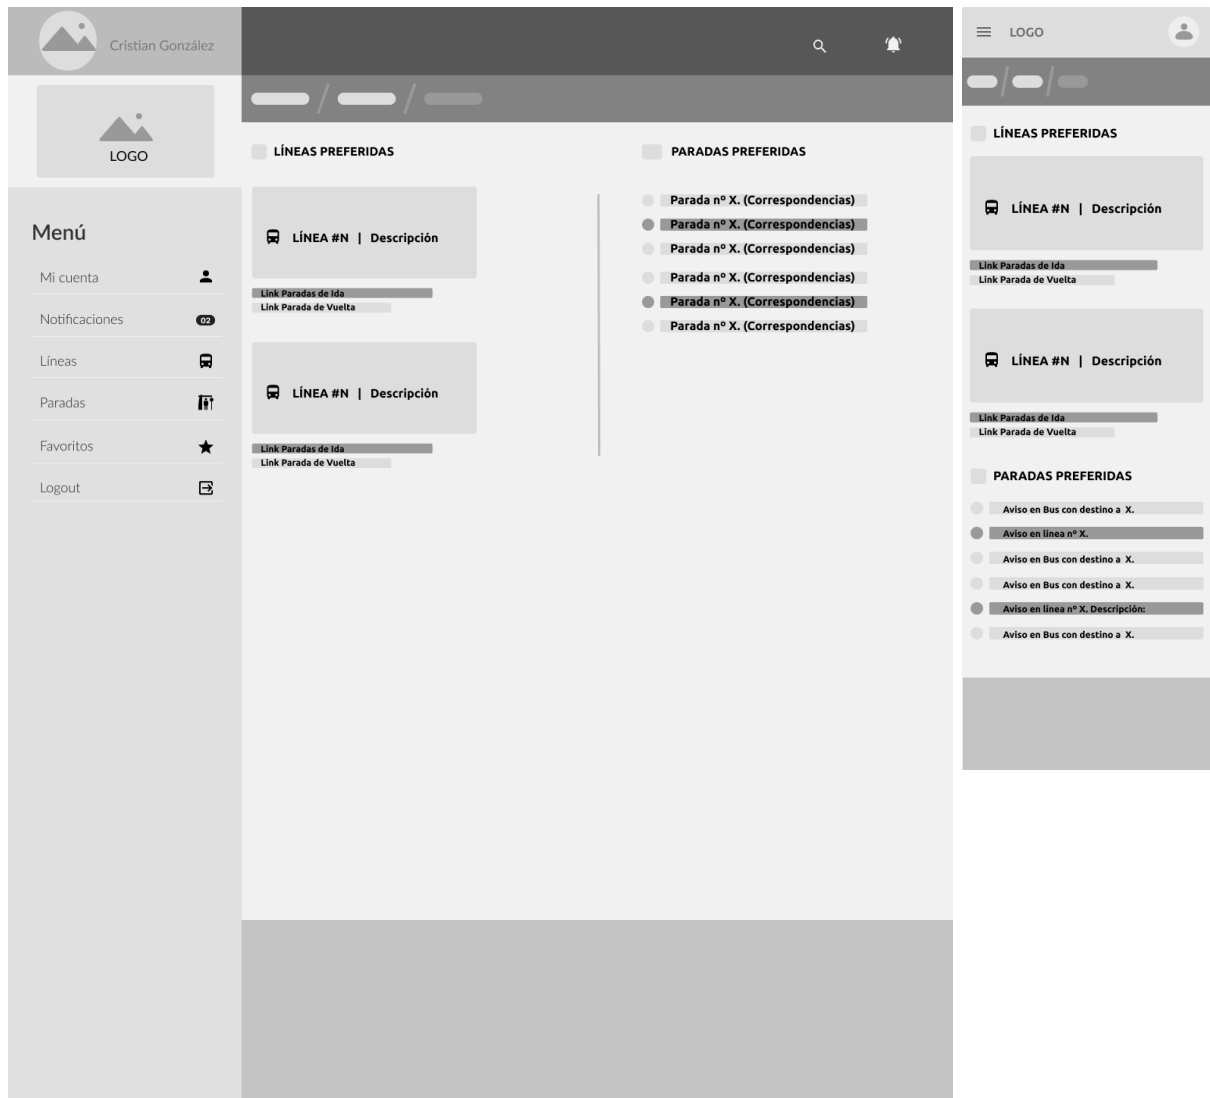 Cristian González
LOGO
Menú
Mi cuenta
Notificaciones 02
Líneas
Paradas
Favoritos
Logout
LÍNEAS PREFERIDAS
LÍNEA #N | Descripción
Link Paradas de Ida
Link Parada de Vuelta
LÍNEA #N | Descripción
Link Paradas de Ida
Link Parada de Vuelta
PARADAS PREFERIDAS
Parada nº X. (Correspondencias)
Parada nº X. (Correspondencias)
Parada nº X. (Correspondencias)
Parada nº X. (Correspondencias)
Parada nº X. (Correspondencias)
Parada nº X. (Correspondencias)
LOGO
LÍNEAS PREFERIDAS
LÍNEA #N | Descripción
Link Paradas de Ida
Link Parada de Vuelta
LÍNEA #N | Descripción
Link Paradas de Ida
Link Parada de Vuelta
PARADAS PREFERIDAS
Aviso en Bus con destino a X.
Aviso en línea nº X.
Aviso en Bus con destino a X.
Aviso en Bus con destino a X.
Aviso en línea nº X. Descripción:
Aviso en Bus con destino a X.